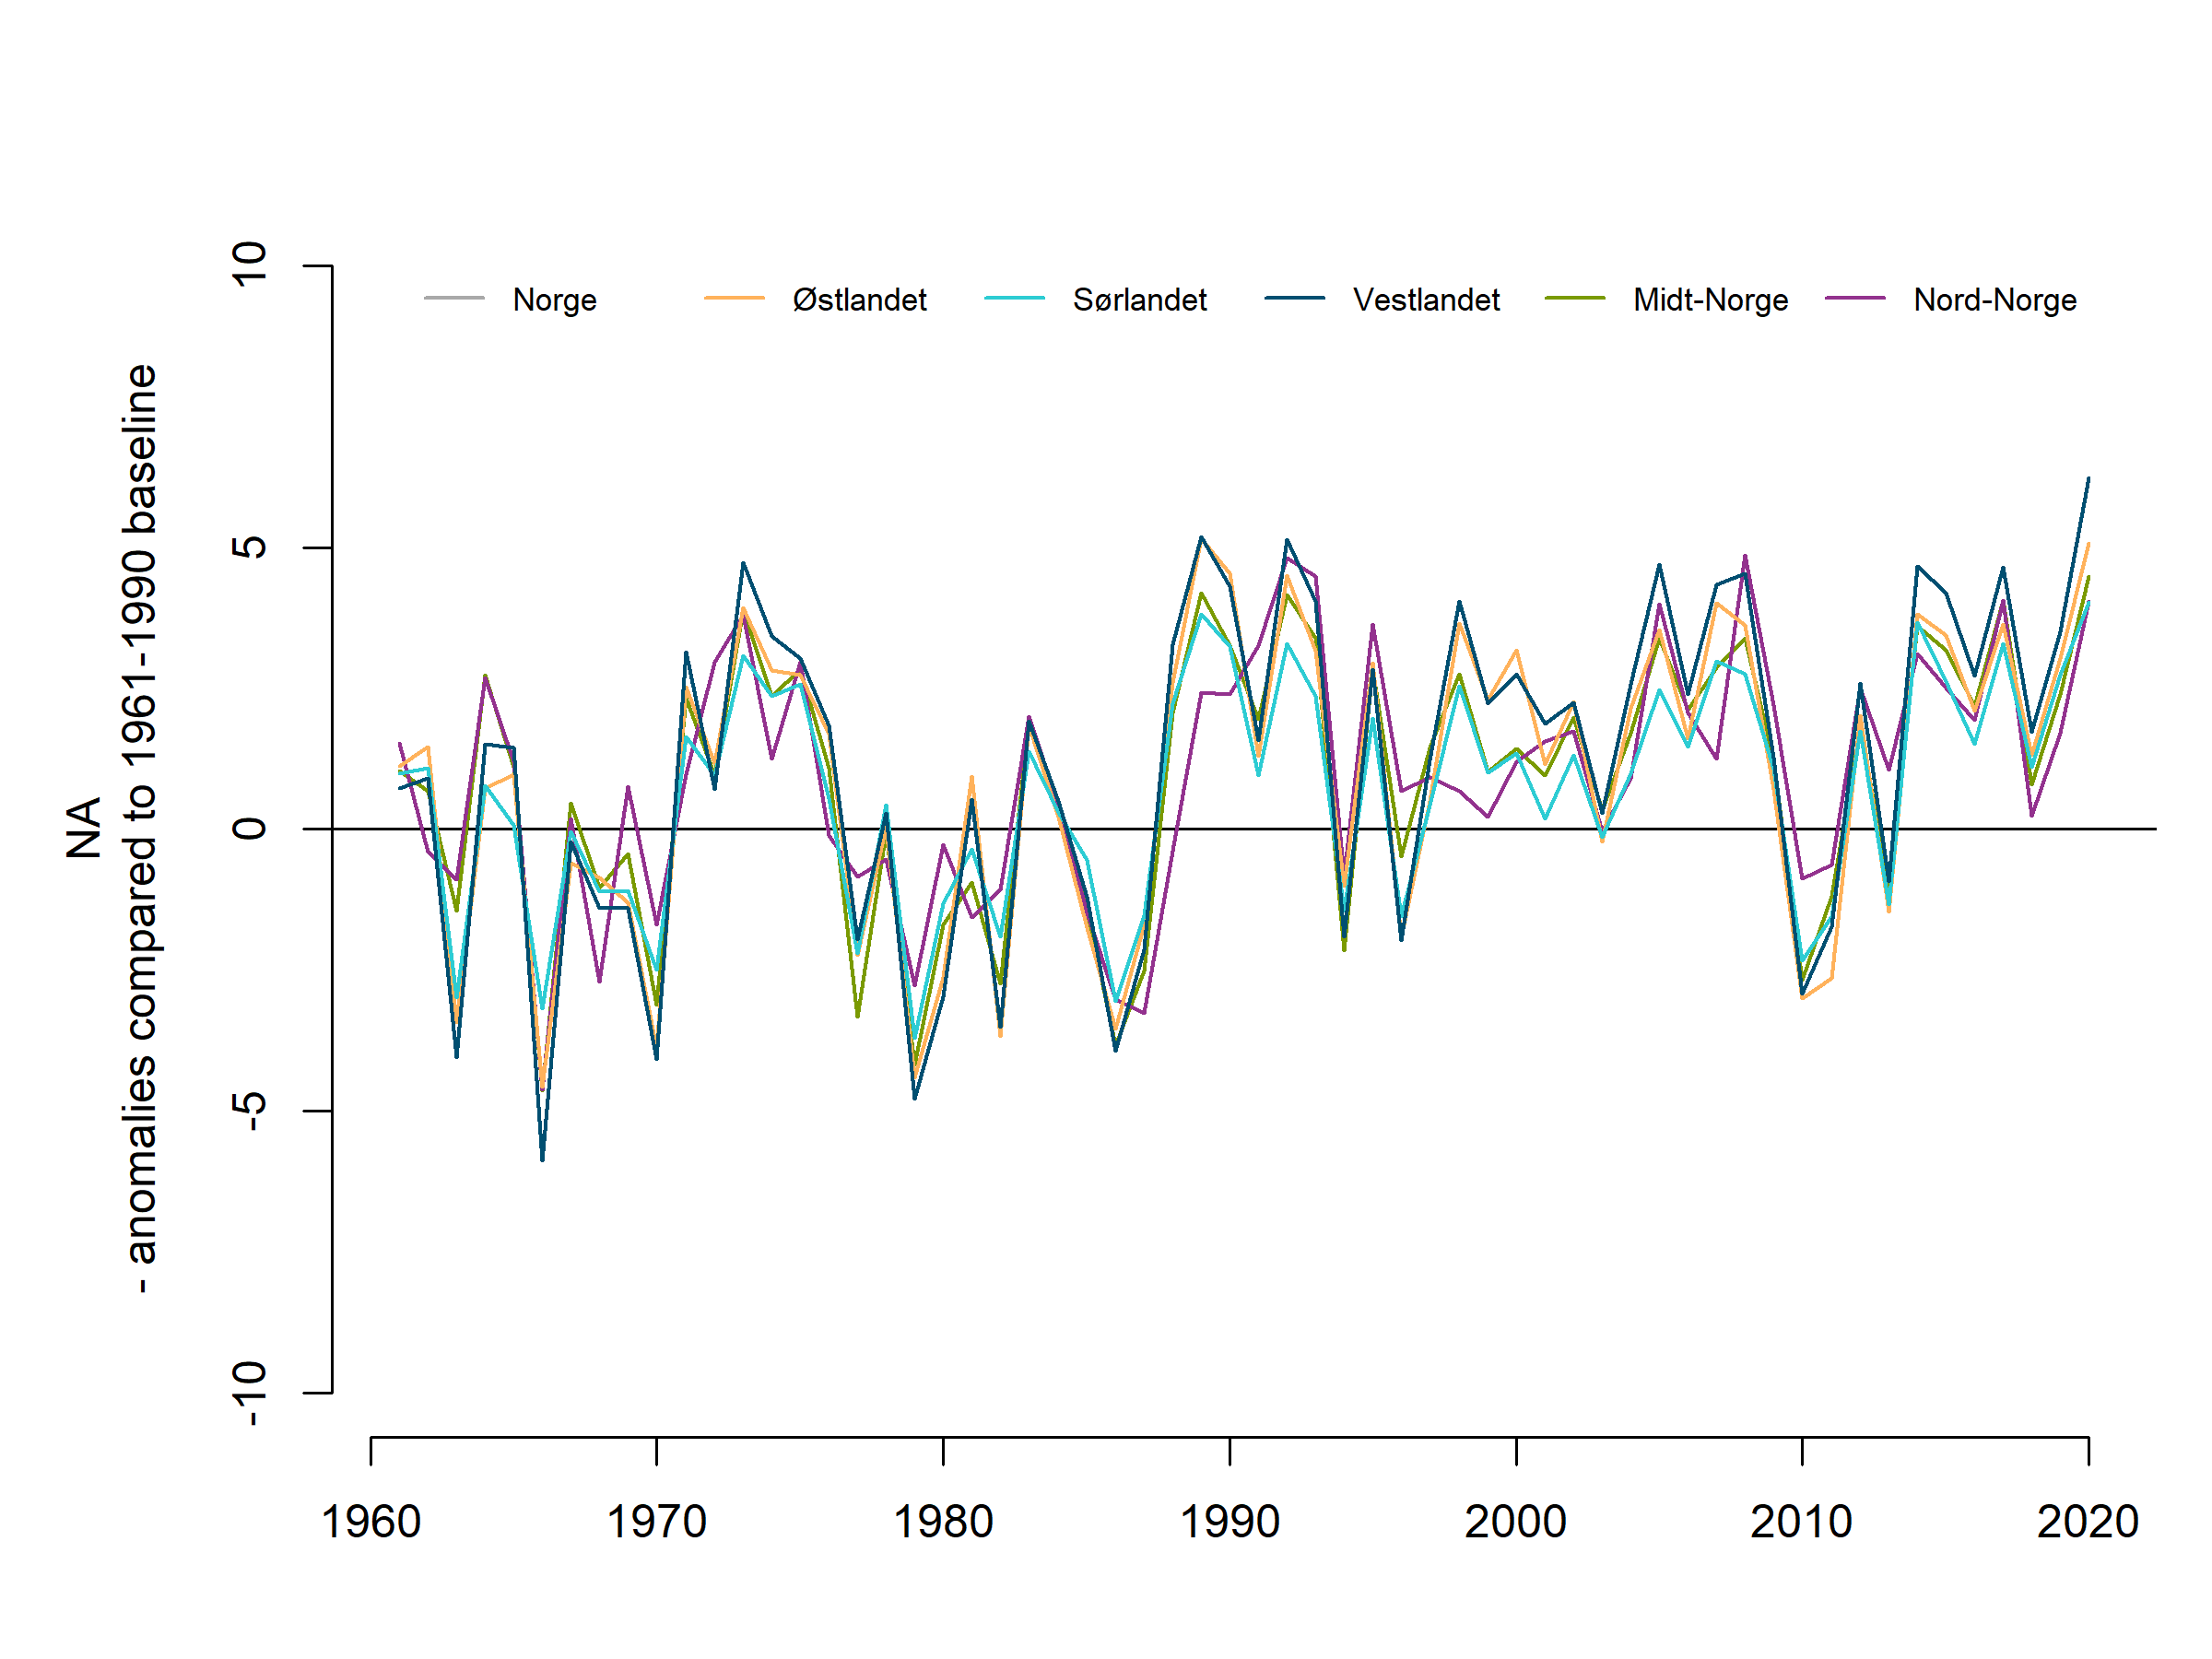 NA
- anomalies compared to 1961-1990 baseline
10
5
0
-5
-10
Norge
Østlandet
Sørlandet
Vestlandet
Midt-Norge
Nord-Norge
1960
1970
1980
1990
2000
2010
2020